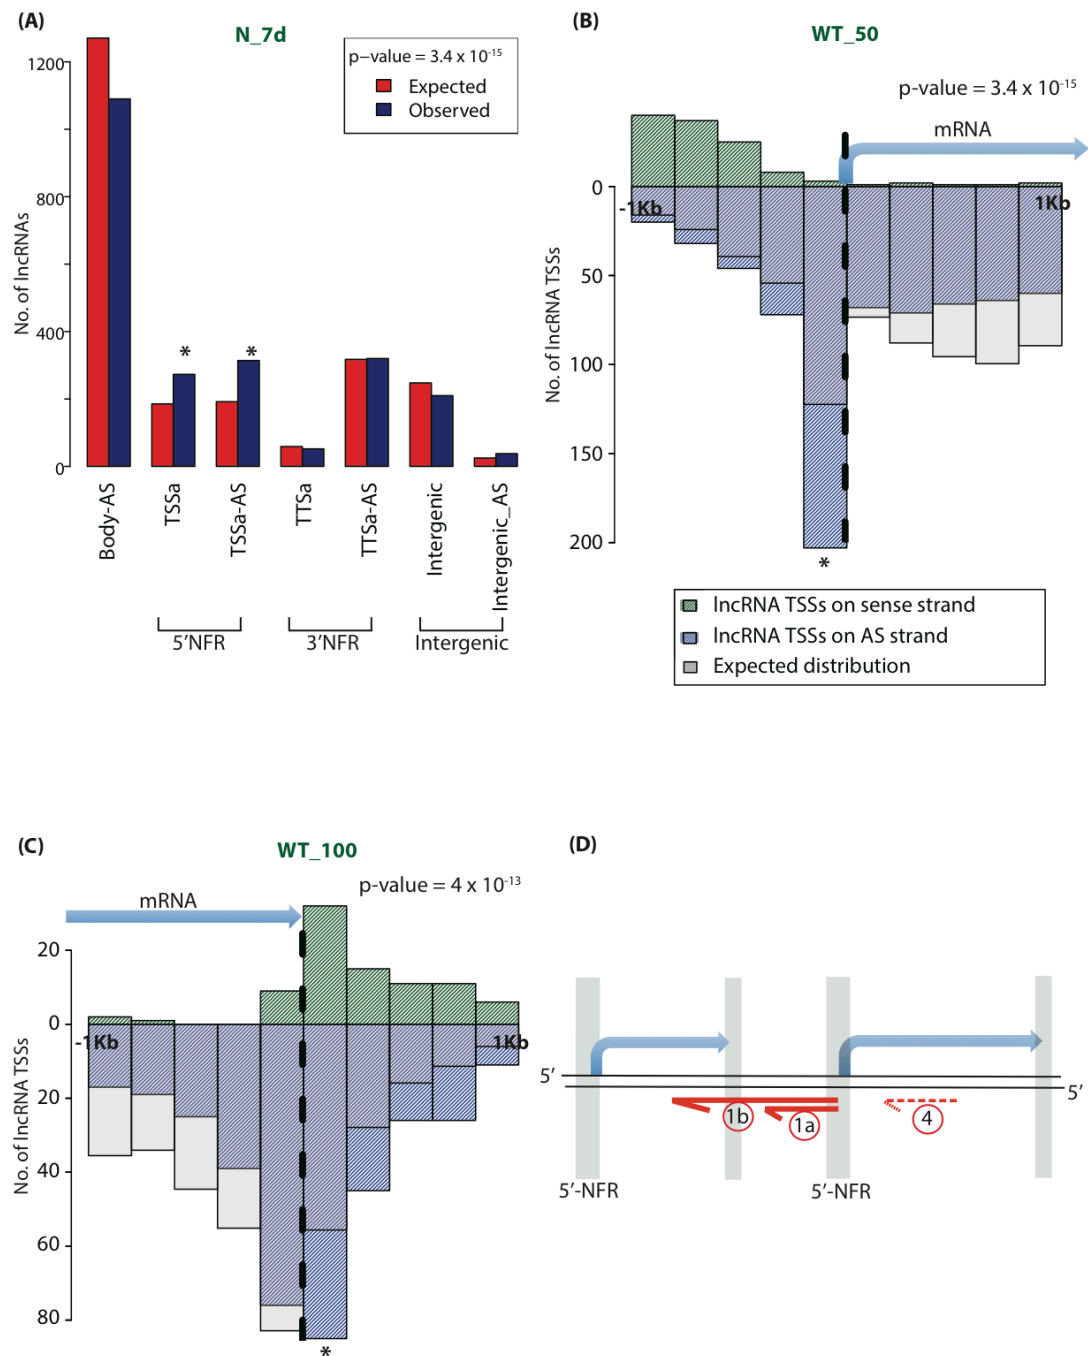 (A)
N_7d
p−value = 3.4 x 10-15
Expected
Observed
No. of lncRNAs
1200
800
400
0
*
*
Body-AS
TSSa
TSSa-AS
TTSa
TTSa-AS
Intergenic
Intergenic_AS
5'NFR
3'NFR
Intergenic
(B)
WT_50
p-value = 3.4 x 10-15
mRNA
-1Kb
1Kb
No. of lncRNA TSSs
0
50
100
150
200
*
lncRNA TSSs on sense strand
lncRNA TSSs on AS strand
Expected distribution
(C)
WT_100
p-value = 4 x 10-13
mRNA
-1Kb
1Kb
No. of lncRNA TSSs
20
0
20
40
60
80
*
(D)
5'
5'
1b
1a
4
5'-NFR
5'-NFR